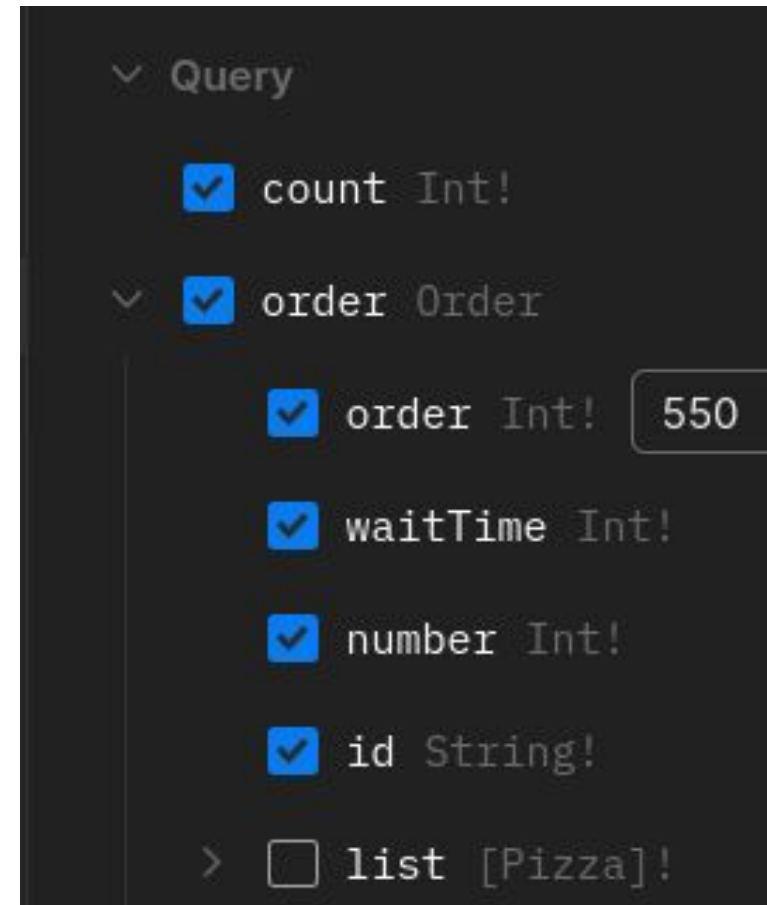 Query
count Int!
order Order
order Int! 550
waitTime Int!
number Int!
id String!
list [Pizza]!